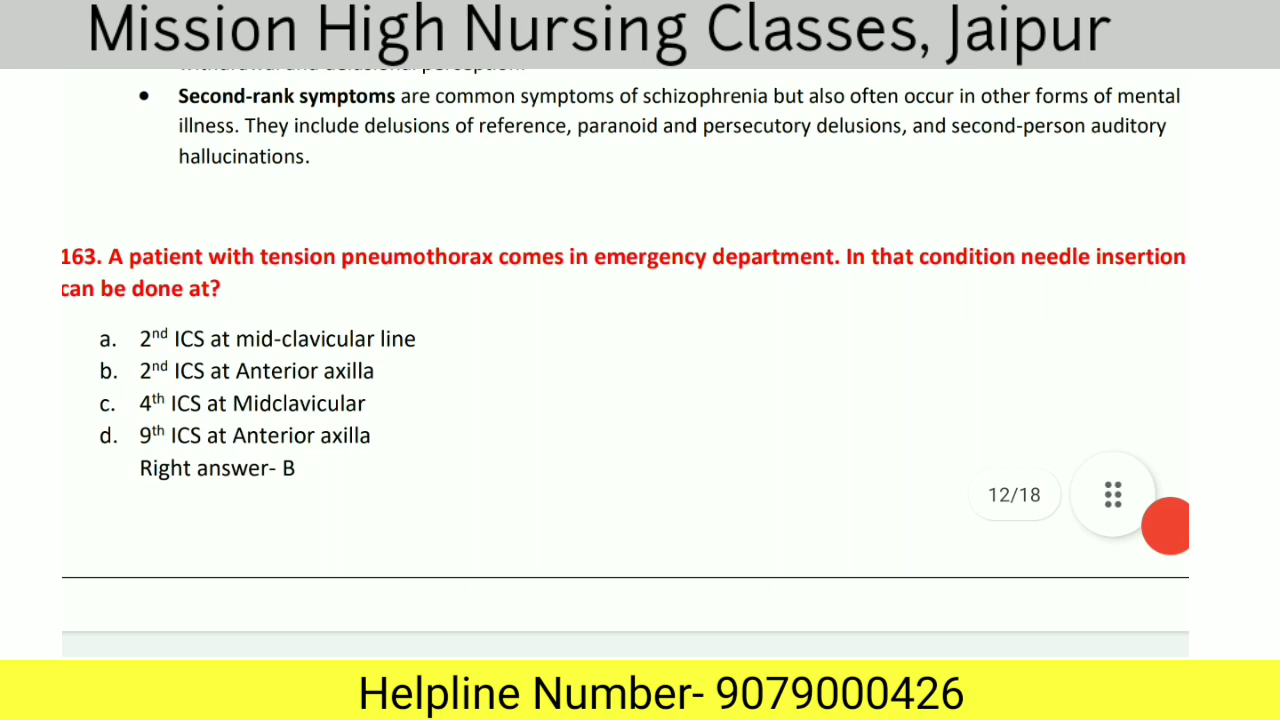 Mission High Nursing Classes, Jaipur
• Second-rank symptoms are common symptoms of schizophrenia but also often occur in other forms of mental
illness. They include delusions of reference, paranoid and persecutory delusions, and second-person auditory
hallucinations.
163. A patient with tension pneumothorax comes in emergency department. In that condition needle insertion
can be done at?
a. 2nd ICS at mid-clavicular line
b. 2nd ICS at Anterior axilla
c. 4th ICS at Midclavicular
d. 9th ICS at Anterior axilla
Right answer- B
12/18
Helpline Number- 9079000426